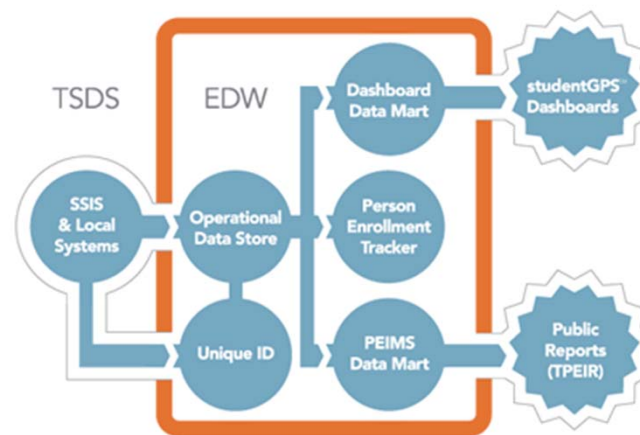 TSDS
EDW
Dashboard
Data Mart
studentGPS™
Dashboards
SSIS
& Local
Systems
Operational
Data Store
Person
Enrollment
Tracker
Unique ID
PEIMS
Data Mart
Public
Reports
(TPEIR)